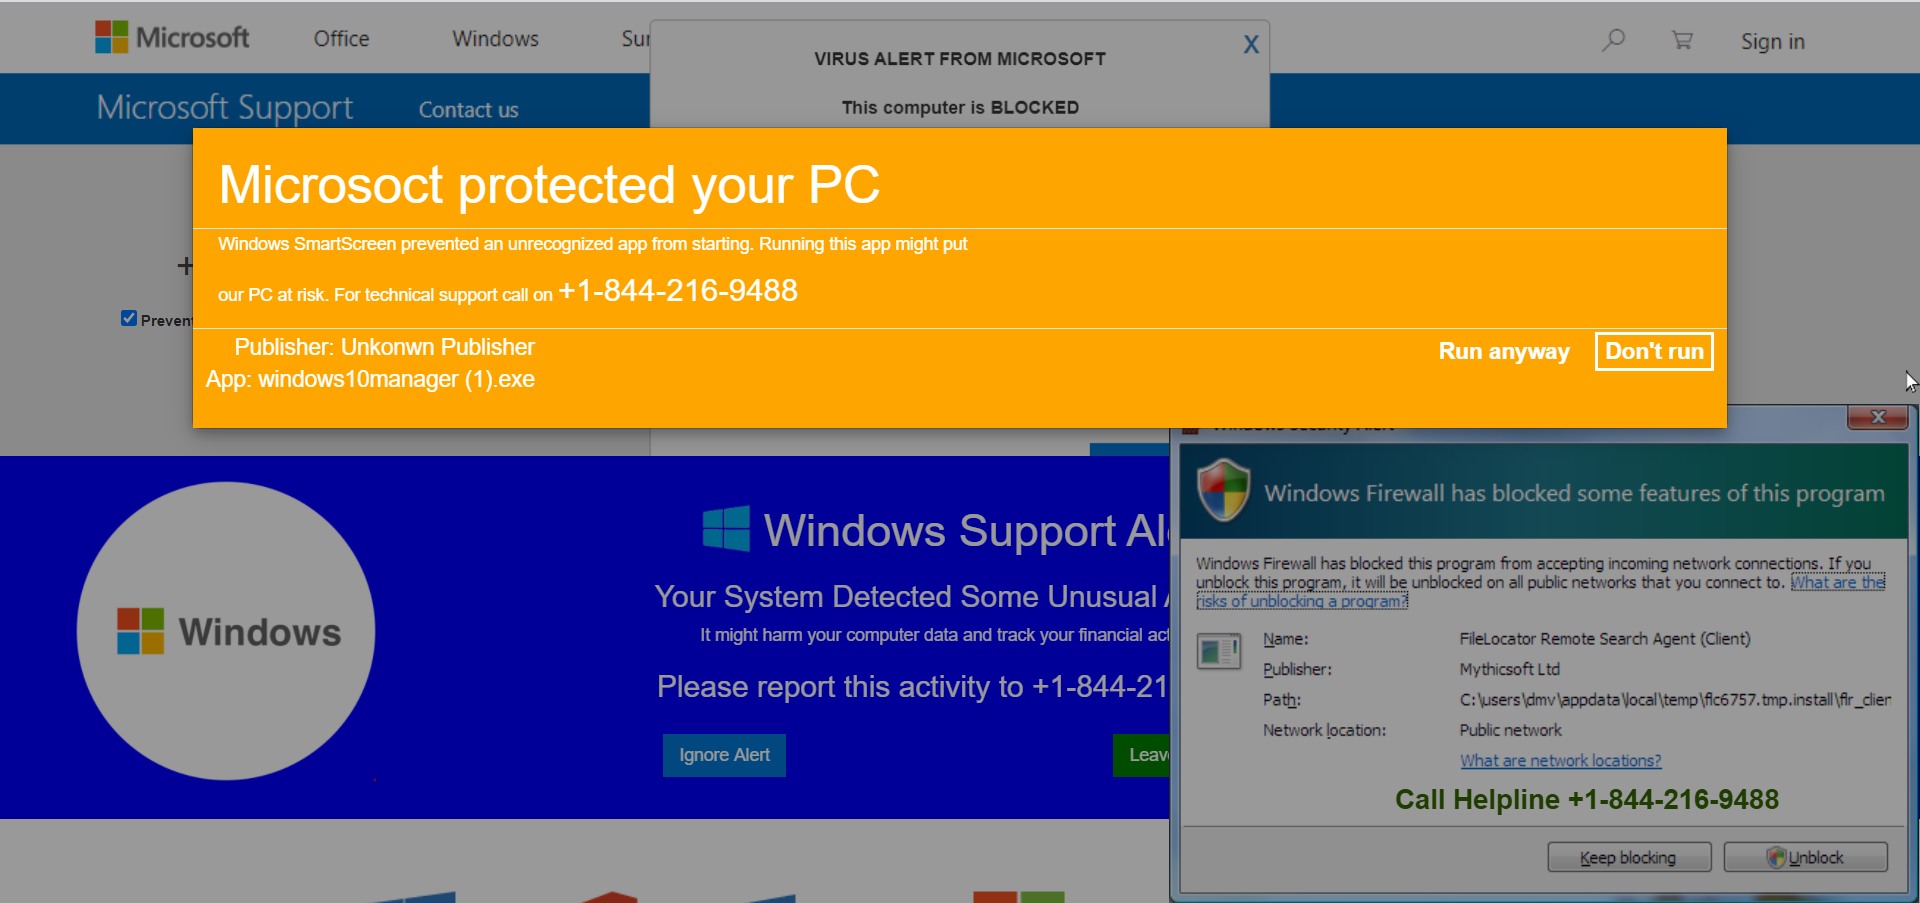 Microsoft
Office
Windows
Sur
Sign in
Microsoft Support
Contact us
VIRUS ALERT FROM MICROSOFT
X
This computer is BLOCKED
Microsoct protected your PC
Windows SmartScreen prevented an unrecognized app from starting. Running this app might put
our PC at risk. For technical support call on +1-844-216-9488
Prevent
Publisher: Unkonwn Publisher
App: windows10manager (1).exe
Run anyway
Don't run
Windows
Windows Support Al
Your System Detected Some Unusual A
It might harm your computer data and track your financial act
Please report this activity to +1-844-21
Ignore Alert
Leav
Windows Security Alert
Windows Firewall has blocked some features of this program
Windows Firewall has blocked this program from accepting incoming network connections. If you
unblock this program, it will be unblocked on all public networks that you connect to. What are the
risks of unblocking a program?
Name: FileLocator Remote Search Agent (Client)
Publisher: Mythicsoft Ltd
Path: C:\users\dmv\appdata\local\temp\flc6757.tmp.install\flr_clien
Network location: Public network
What are network locations?
Call Helpline +1-844-216-9488
Keep blocking
Unblock